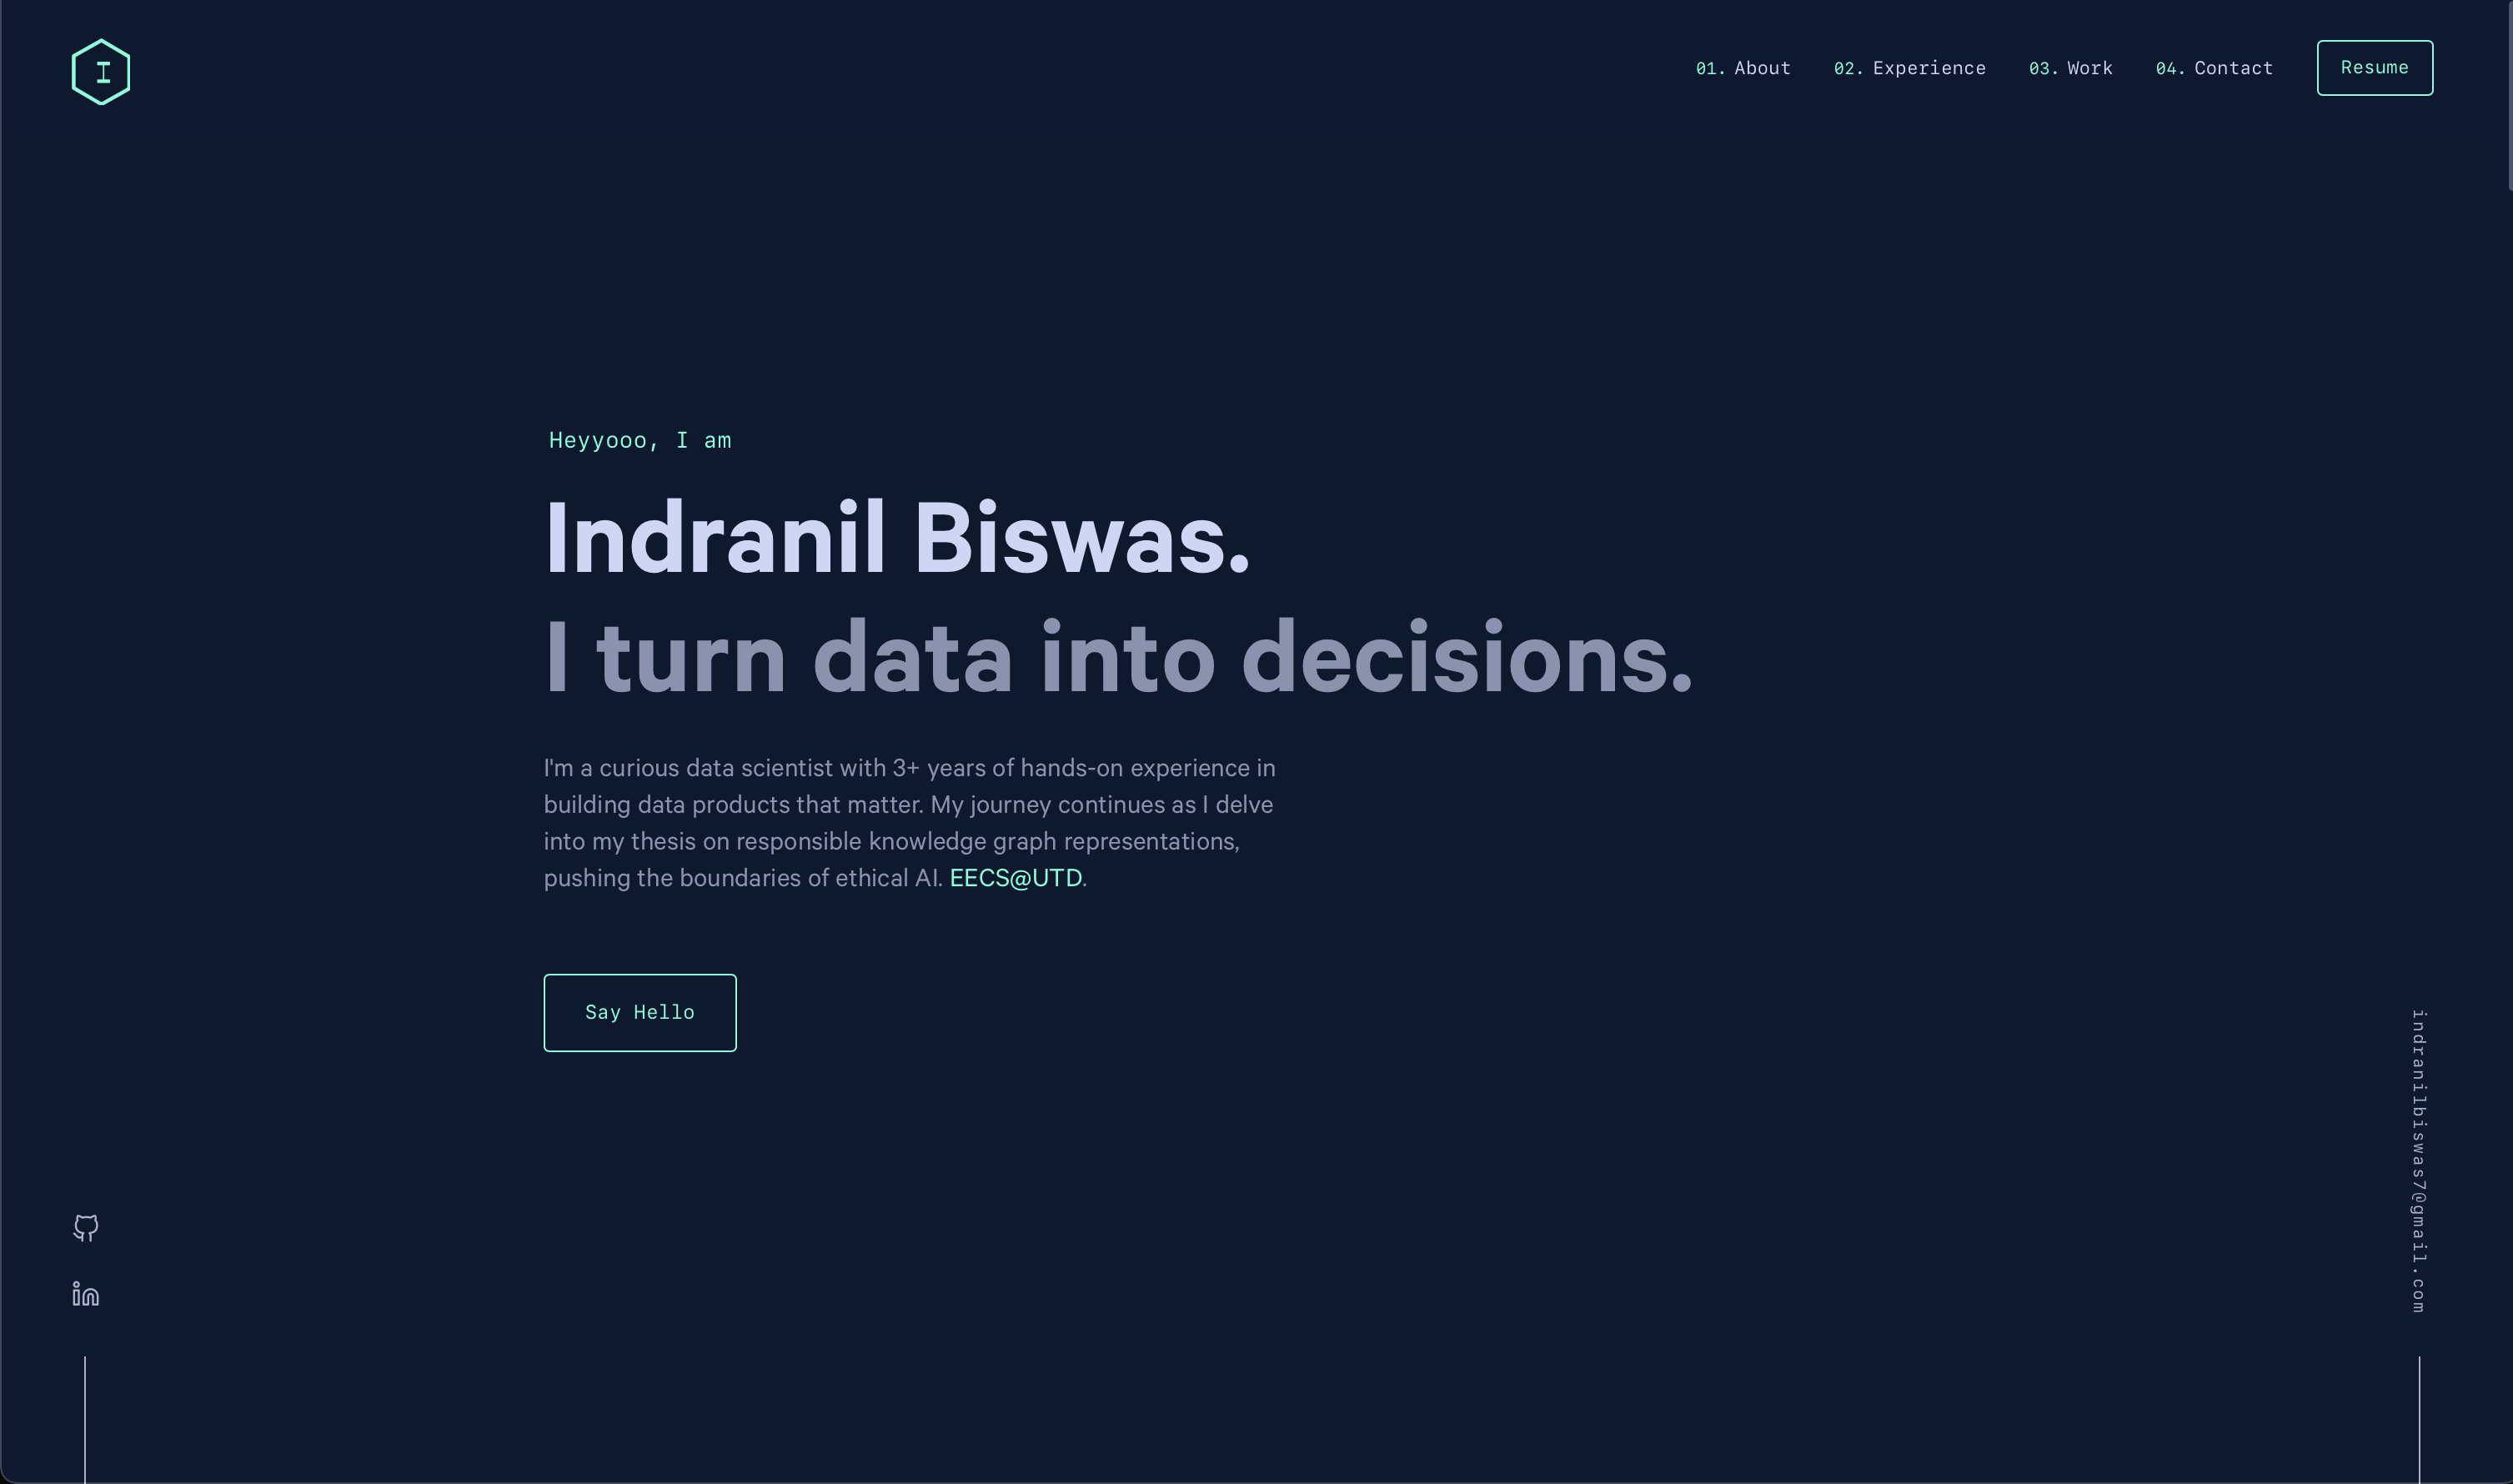 I
01. About
02. Experience
03. Work
04. Contact
Resume
Heyyooo, I am
Indranil Biswas.
I turn data into decisions.
I'm a curious data scientist with 3+ years of hands-on experience in
building data products that matter. My journey continues as I delve
into my thesis on responsible knowledge graph representations,
pushing the boundaries of ethical AI. EECS@UTD.
Say Hello
in
indranilbiswas7@gmail.com